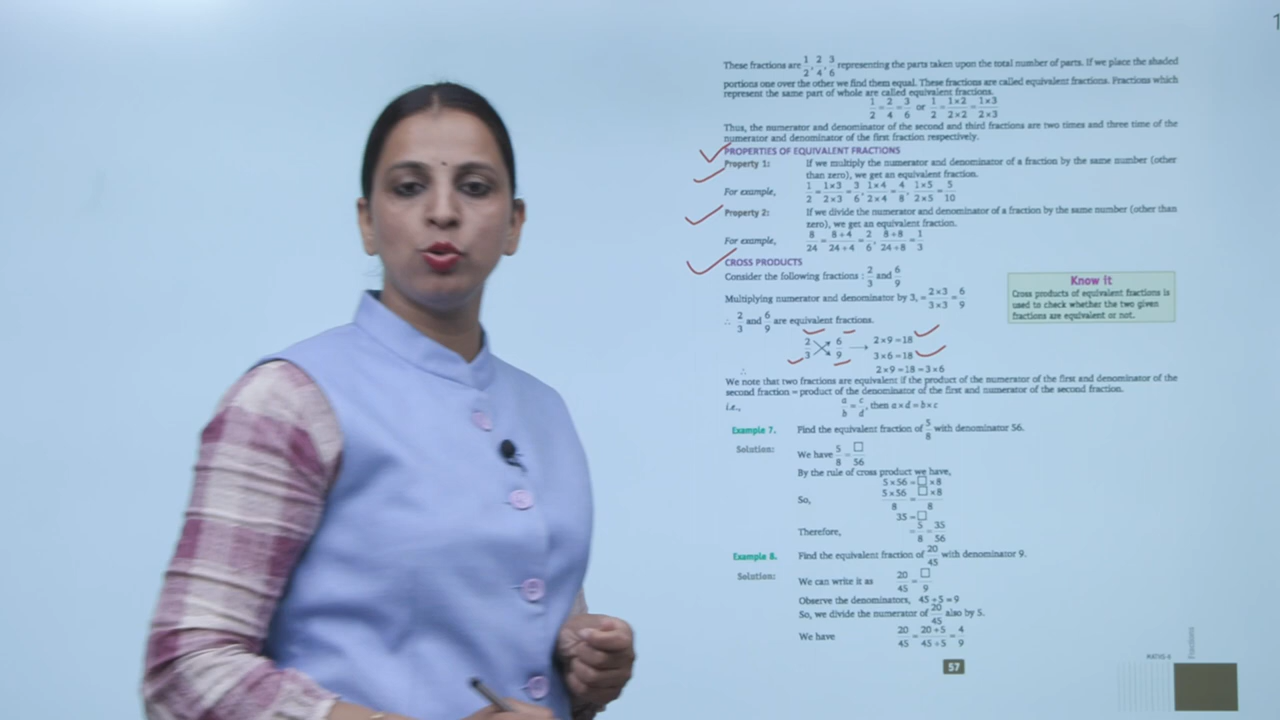 1
These fractions are 1/2, 2/4, 3/6 representing the parts taken upon the total number of parts. If we place the shaded
portions one over the other we find them equal. These fractions are called equivalent fractions. Fractions which
represent the same part of whole are called equivalent fractions.
1/2 = 2/4 = 3/6 or 1/2 = 1×2/2×2 = 1×3/2×3
Thus, the numerator and denominator of the second and third fractions are two times and three time of the
numerator and denominator of the first fraction respectively.
PROPERTIES OF EQUIVALENT FRACTIONS
Property 1: If we multiply the numerator and denominator of a fraction by the same number (other
than zero), we get an equivalent fraction.
For example, 1/2 = 1×3/2×3 = 3/6, 1×4/2×4 = 4/8, 1×5/2×5 = 5/10
Property 2: If we divide the numerator and denominator of a fraction by the same number (other than
zero), we get an equivalent fraction.
For example, 8/24 = 8÷4/24÷4 = 2/6, 8÷8/24÷8 = 1/3
CROSS PRODUCTS
Consider the following fractions : 2/3 and 6/9
Multiplying numerator and denominator by 3, = 2×3/3×3 = 6/9
∴ 2/3 and 6/9 are equivalent fractions.
2/3 6/9 → 2×9=18
3×6=18
∴ 2×9=18=3×6
We note that two fractions are equivalent if the product of the numerator of the first and denominator of the
second fraction = product of the denominator of the first and numerator of the second fraction.
i.e., a/b = c/d, then a×d=b×c
Know it
Cross products of equivalent fractions is
used to check whether the two given
fractions are equivalent or not.
Example 7. Find the equivalent fraction of 5/8 with denominator 56.
Solution: We have 5/8 = □/56
By the rule of cross product we have,
5×56 = □×8
So, 5×56/8 = □×8/8
35 = □
Therefore, = 5/8 = 35/56
Example 8. Find the equivalent fraction of 20/45 with denominator 9.
Solution: We can write it as 20/45 = □/9
Observe the denominators, 45÷5=9
So, we divide the numerator of 20/45 also by 5.
We have 20/45 = 20÷5/45÷5 = 4/9
57
MATHS-6
Fractions